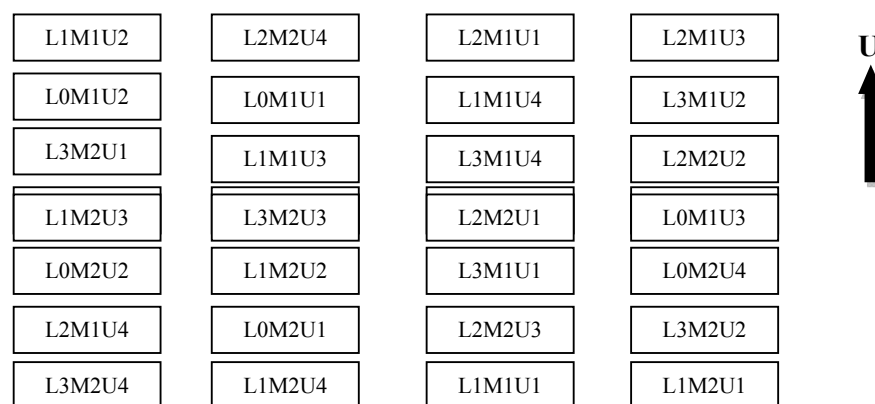 L1M1U2 L2M2U4 L2M1U1 L2M1U3
U
L0M1U2 L0M1U1 L1M1U4 L3M1U2
L3M2U1 L1M1U3 L3M1U4 L2M2U2
L1M2U3 L3M2U3 L2M2U1 L0M1U3
L0M2U2 L1M2U2 L3M1U1 L0M2U4
L2M1U4 L0M2U1 L2M2U3 L3M2U2
L3M2U4 L1M2U4 L1M1U1 L1M2U1